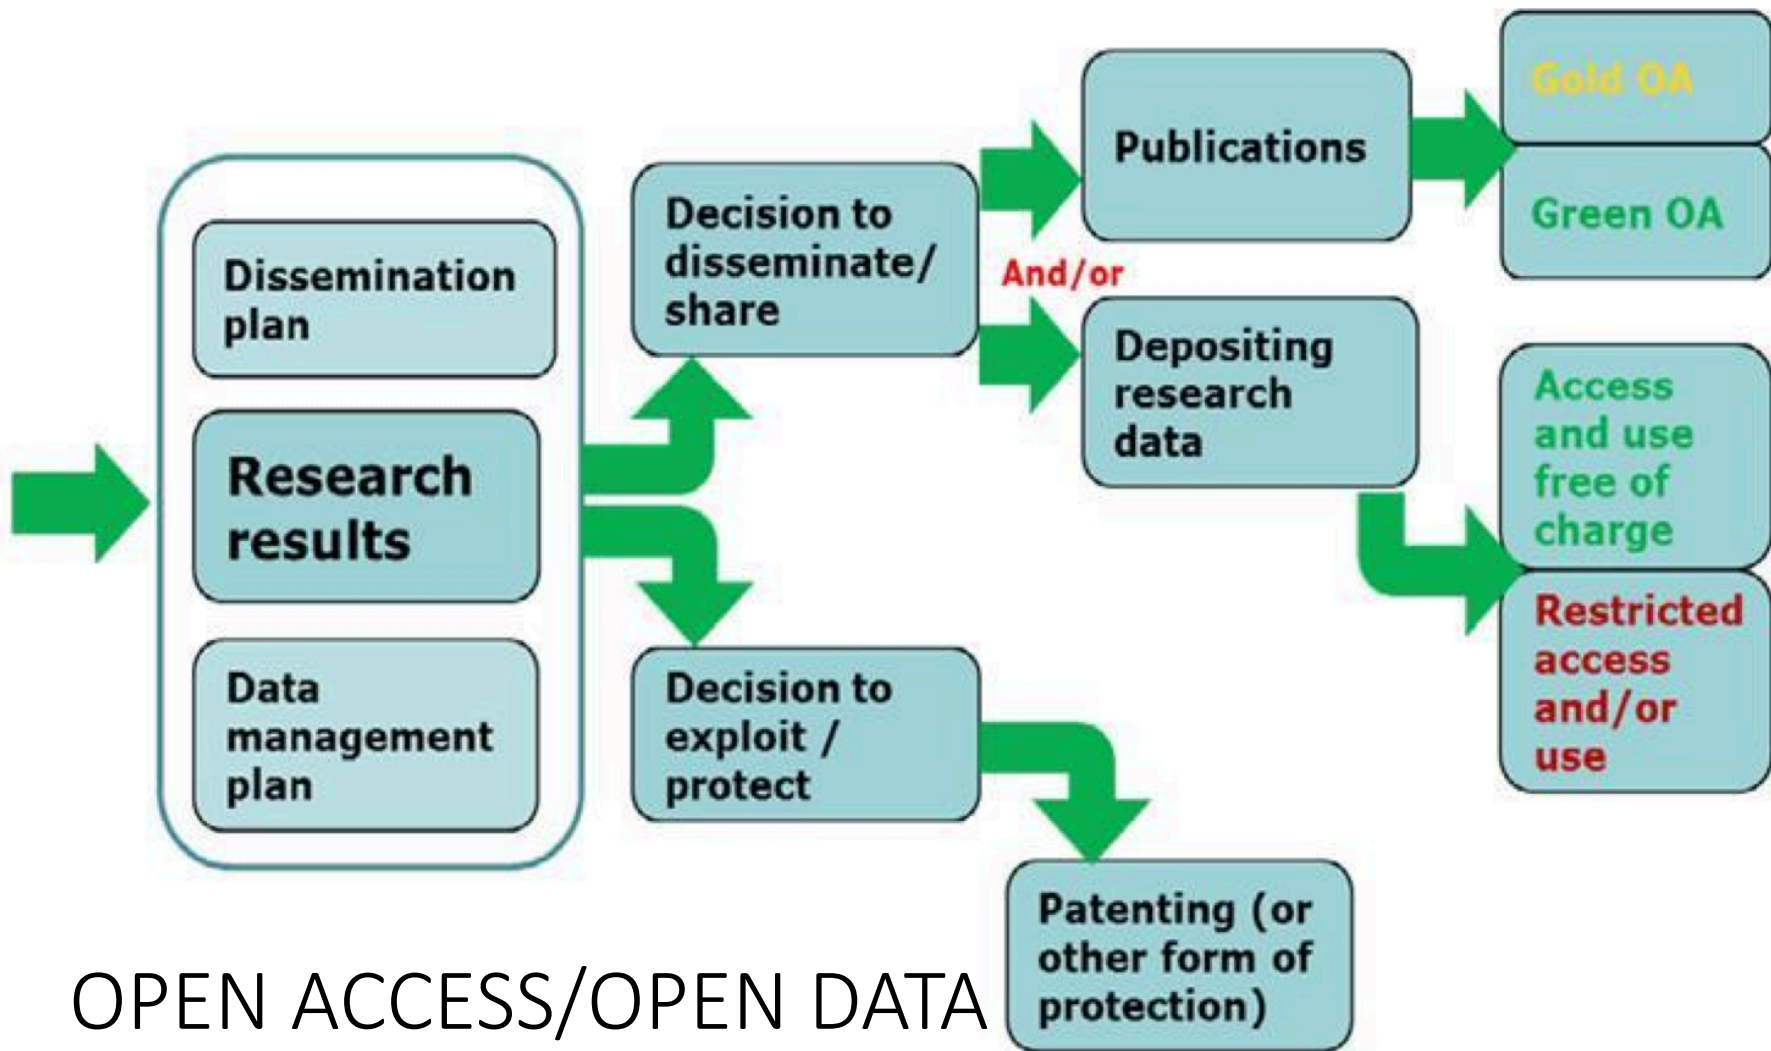 Dissemination
plan
Research
results
Data
management
plan
Decision to
disseminate/
share
And/or
Decision to
exploit /
protect
Publications
Depositing
research
data
Gold OA
Green OA
Access
and use
free of
charge
Restricted
access
and/or
use
Patenting (or
other form of
protection)
OPEN ACCESS/OPEN DATA